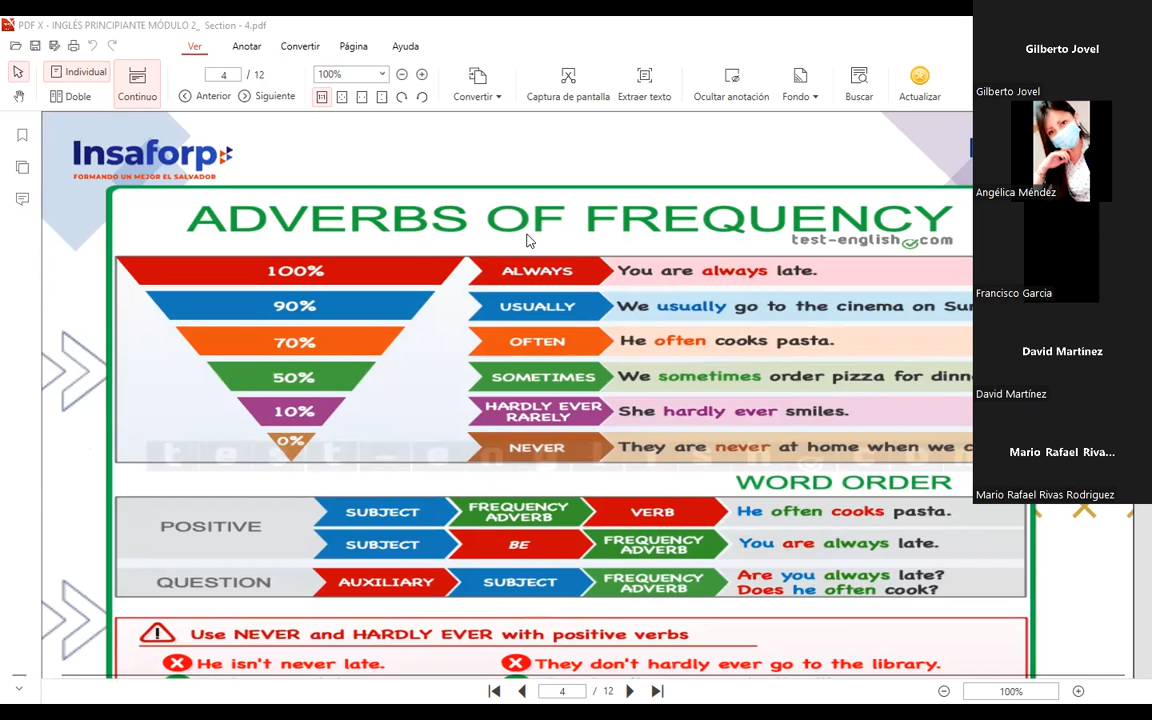 PDF X - INGLÉS PRINCIPIANTE MÓDULO 2_ Section - 4.pdf
Ver Anotar Convertir Página Ayuda
Individual
Doble
Continuo
4 / 12
Anterior Siguiente
100%
Convertir
Captura de pantalla
Extraer texto
Ocultar anotación
Fondo
Buscar
Actualizar
Insaforp
FORMANDO UN MEJOR EL SALVADOR
ADVERBS OF FREQUENCY
test-english.com
100% ALWAYS You are always late.
90% USUALLY We usually go to the cinema on
70% OFTEN He often cooks pasta.
50% SOMETIMES We sometimes order pizza for
10% HARDLY EVER RARELY She hardly ever smiles.
0% NEVER They are never at home when we
test-english.com
WORD ORDER
POSITIVE
SUBJECT FREQUENCY ADVERB VERB He often cooks pasta.
SUBJECT BE FREQUENCY ADVERB You are always late.
QUESTION AUXILIARY SUBJECT FREQUENCY ADVERB Are you always late?
Does he often cook?
! Use NEVER and HARDLY EVER with positive verbs
He isn't never late. They don't hardly ever go to the library.
4 / 12
100%
Gilberto Jovel
Gilberto Jovel
Angélica Méndez
Francisco Garcia
David Martínez
David Martínez
Mario Rafael Riva...
Mario Rafael Rivas Rodriguez